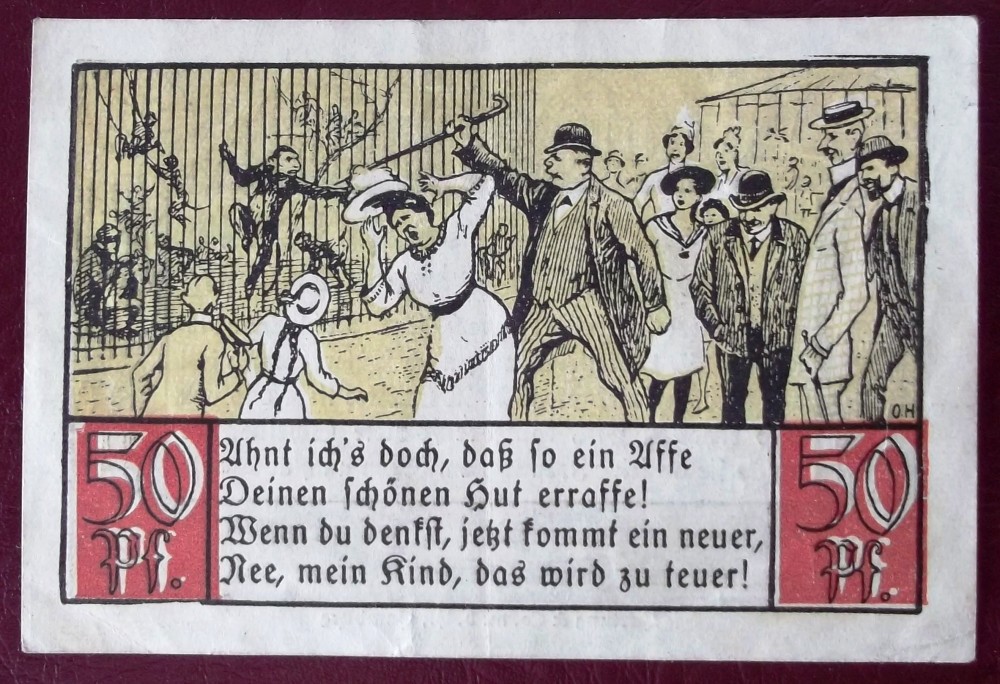 OH
50 Pf.
Ahnt ich's doch, daß so ein Affe
Deinen schönen Hut erraffe!
Wenn du denkst, jetzt kommt ein neuer,
Nee, mein Kind, das wird zu teuer!
50 Pf.